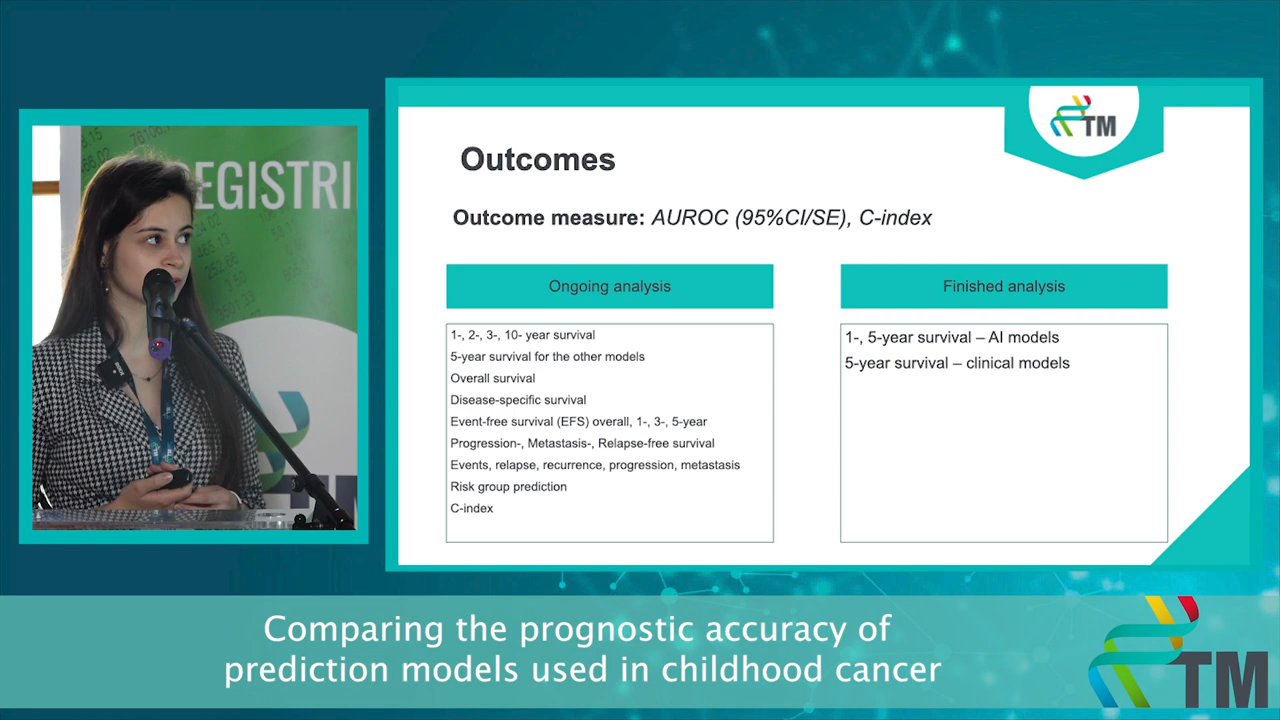 EGISTRI
TM
Outcomes
Outcome measure: AUROC (95%CI/SE), C-index
Ongoing analysis
1-, 2-, 3-, 10- year survival
5-year survival for the other models
Overall survival
Disease-specific survival
Event-free survival (EFS) overall, 1-, 3-, 5-year
Progression-, Metastasis-, Relapse-free survival
Events, relapse, recurrence, progression, metastasis
Risk group prediction
C-index
Finished analysis
1-, 5-year survival – AI models
5-year survival – clinical models
Comparing the prognostic accuracy of
prediction models used in childhood cancer
TM